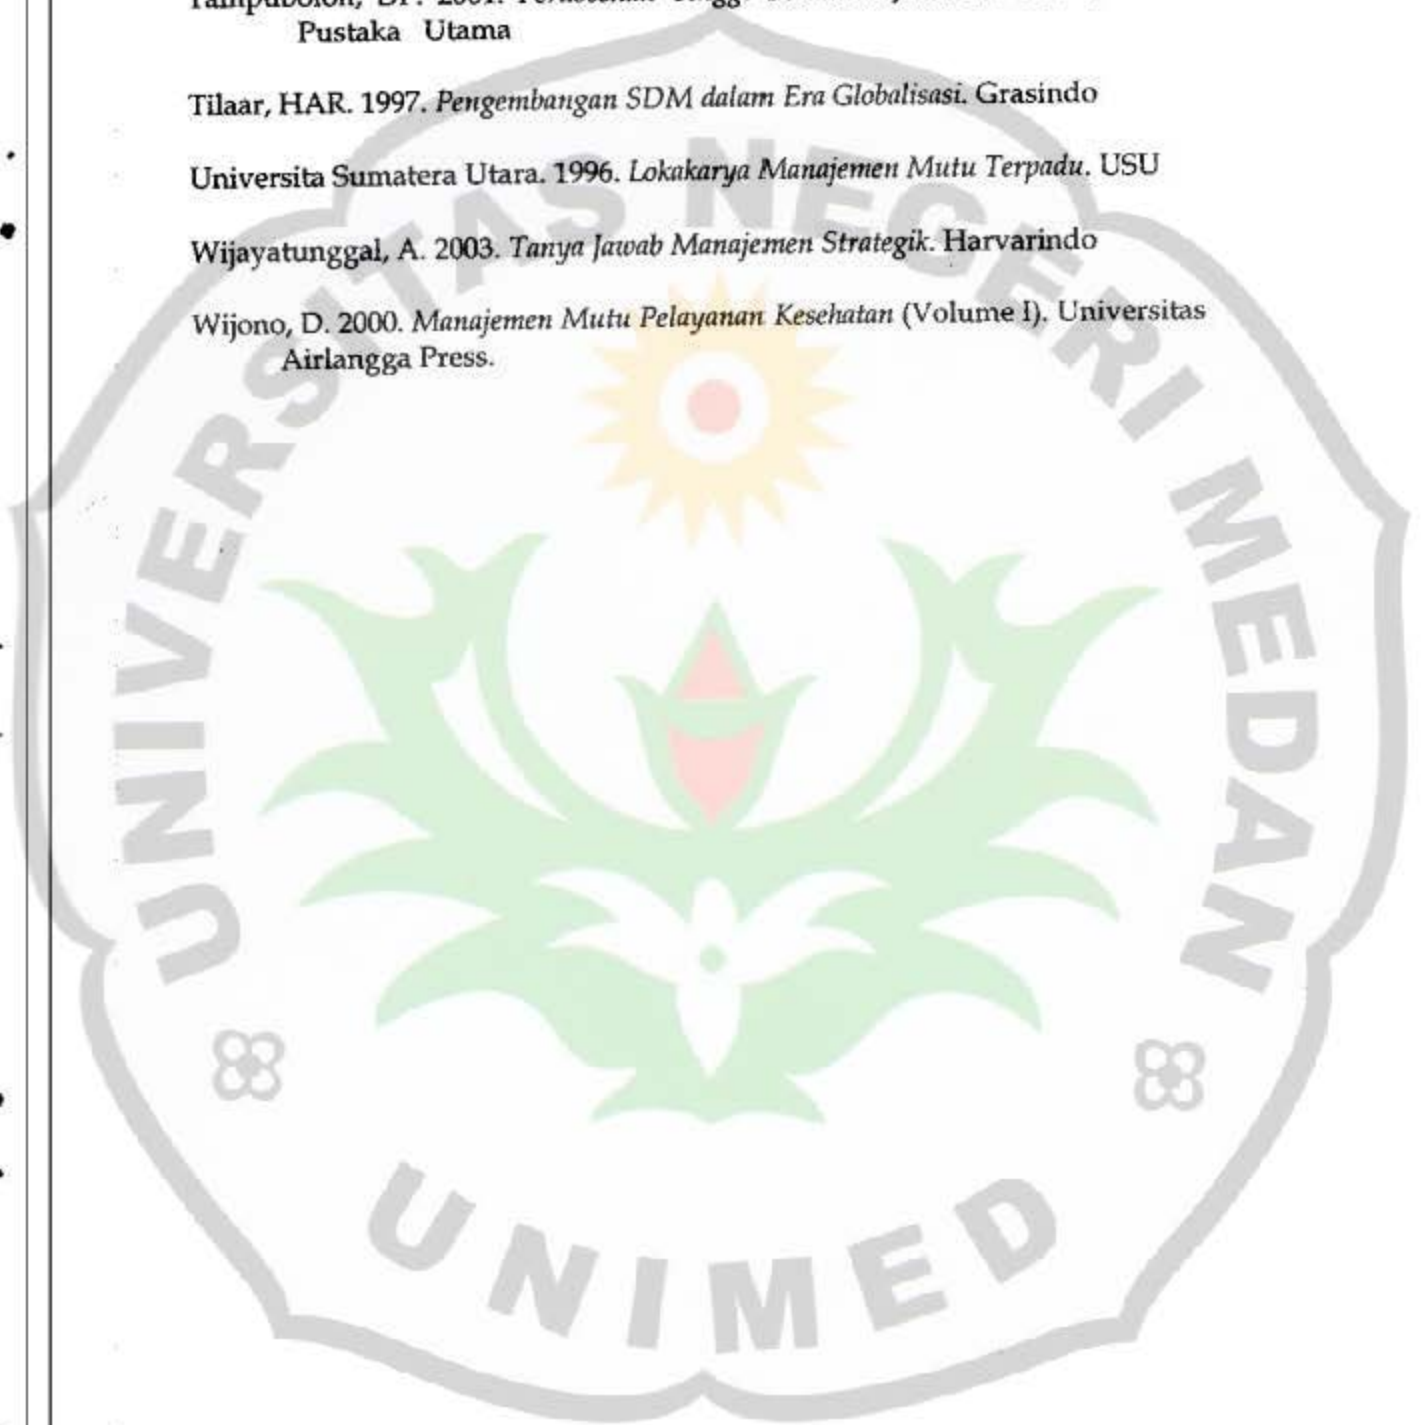 Pustaka Utama
Tilaar, HAR. 1997. Pengembangan SDM dalam Era Globalisasi. Grasindo
Universita Sumatera Utara. 1996. Lokakarya Manajemen Mutu Terpadu. USU
Wijayatunggal, A. 2003. Tanya Jawab Manajemen Strategik. Harvarindo
Wijono, D. 2000. Manajemen Mutu Pelayanan Kesehatan (Volume I). Universitas
Airlangga Press.
UNIVERSITAS NEGERI MEDAN
UNIMED